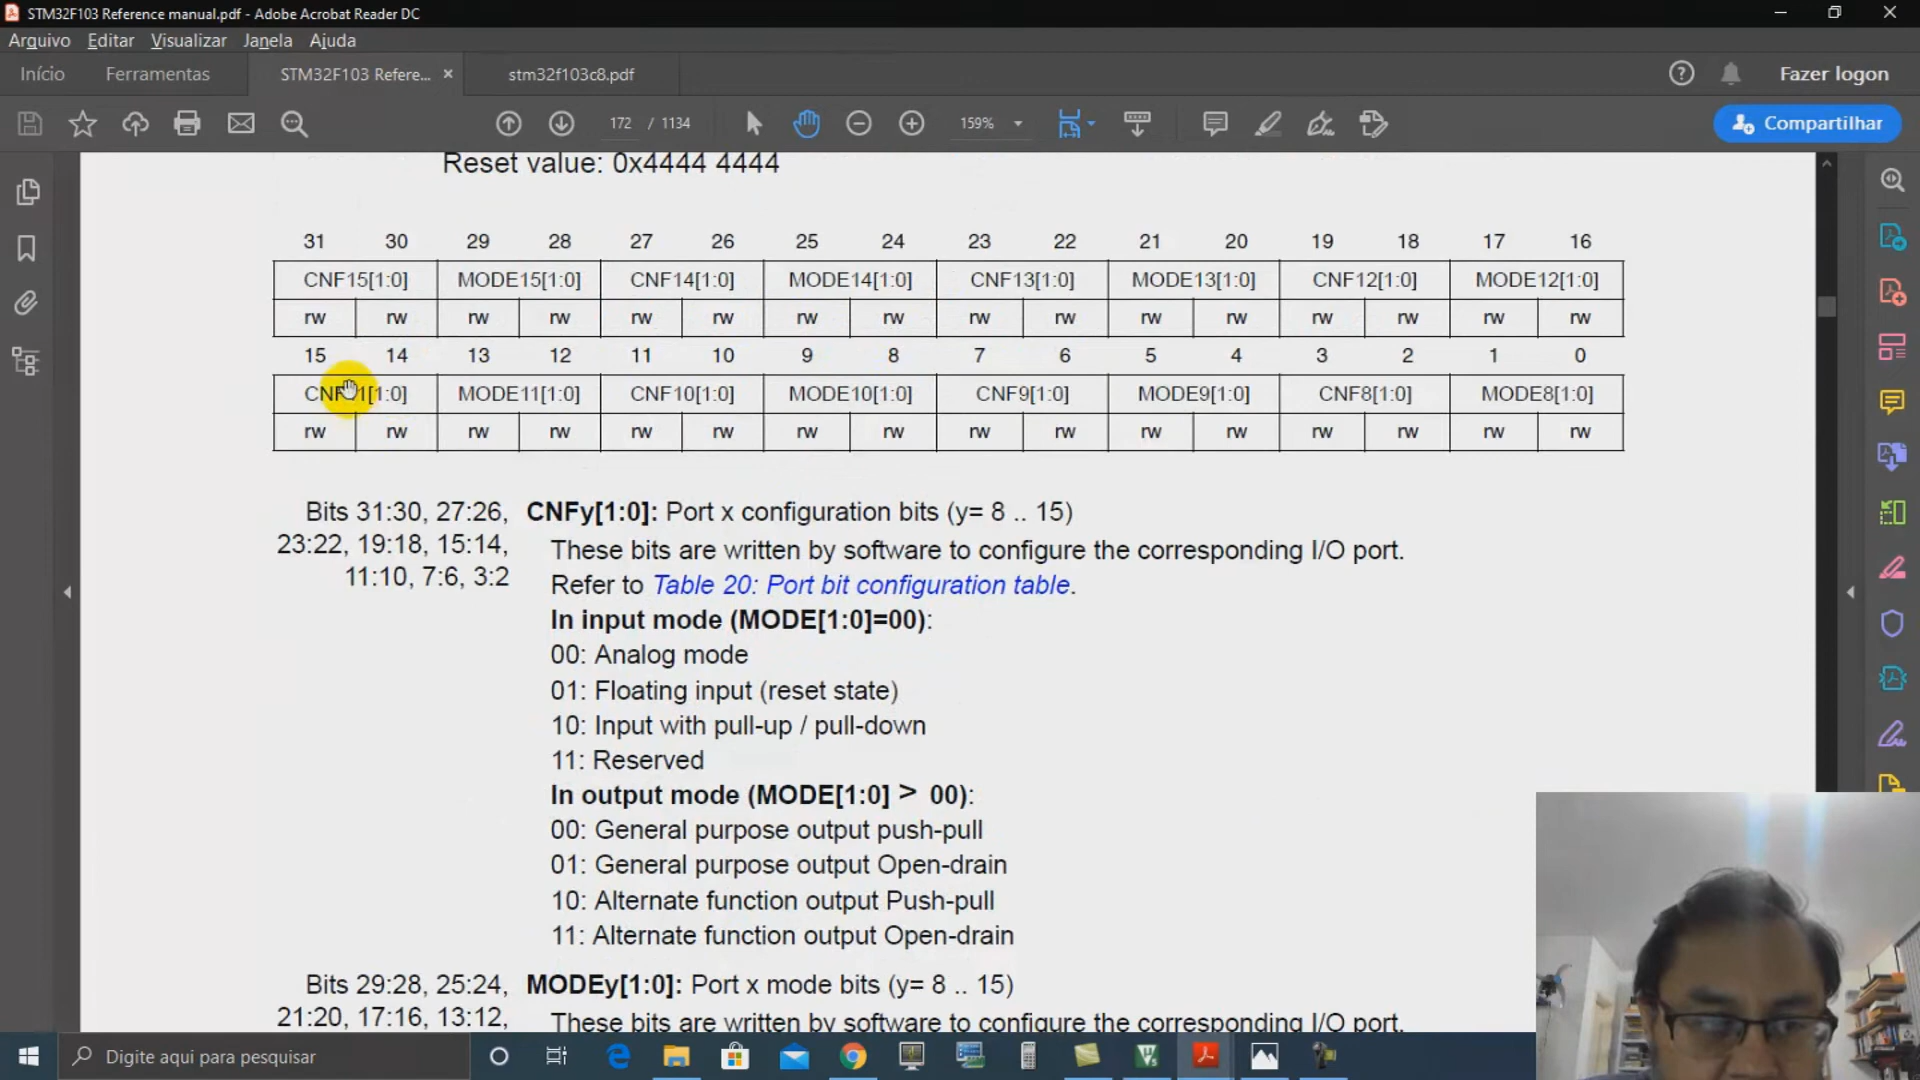 STM32F103 Reference manual.pdf - Adobe Acrobat Reader DC
Arquivo Editar Visualizar Janela Ajuda
Início Ferramentas STM32F103 Refere... × stm32f103c8.pdf Fazer logon
172 / 1134 159% Compartilhar
Reset value: 0x4444 4444
31 30 29 28 27 26 25 24 23 22 21 20 19 18 17 16
CNF15[1:0] MODE15[1:0] CNF14[1:0] MODE14[1:0] CNF13[1:0] MODE13[1:0] CNF12[1:0] MODE12[1:0]
rw rw rw rw rw rw rw rw rw rw rw rw rw rw rw rw
15 14 13 12 11 10 9 8 7 6 5 4 3 2 1 0
CNF11[1:0] MODE11[1:0] CNF10[1:0] MODE10[1:0] CNF9[1:0] MODE9[1:0] CNF8[1:0] MODE8[1:0]
rw rw rw rw rw rw rw rw rw rw rw rw rw rw rw rw
Bits 31:30, 27:26, CNFy[1:0]: Port x configuration bits (y= 8 .. 15)
23:22, 19:18, 15:14, These bits are written by software to configure the corresponding I/O port.
11:10, 7:6, 3:2 Refer to Table 20: Port bit configuration table.
In input mode (MODE[1:0]=00):
00: Analog mode
01: Floating input (reset state)
10: Input with pull-up / pull-down
11: Reserved
In output mode (MODE[1:0] > 00):
00: General purpose output push-pull
01: General purpose output Open-drain
10: Alternate function output Push-pull
11: Alternate function output Open-drain
Bits 29:28, 25:24, MODEy[1:0]: Port x mode bits (y= 8 .. 15)
21:20, 17:16, 13:12, These bits are written by software to configure the corresponding I/O port.
Digite aqui para pesquisar